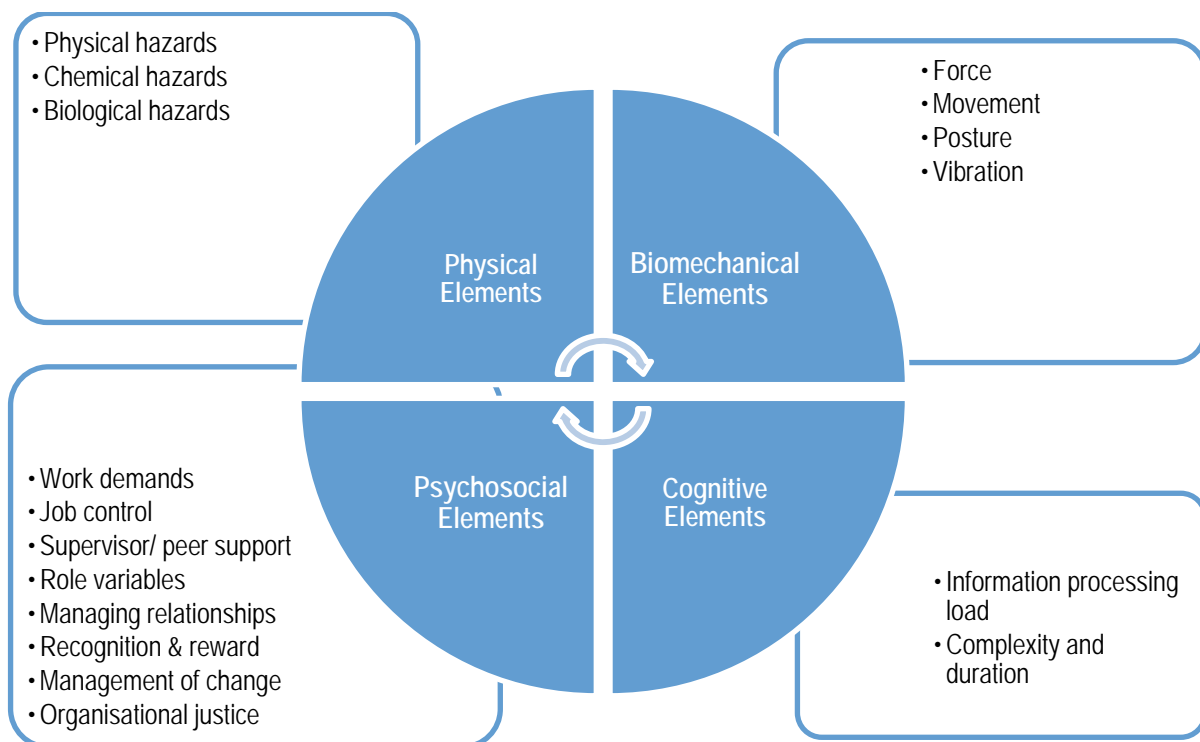 • Physical hazards
• Chemical hazards
• Biological hazards
• Force
• Movement
• Posture
• Vibration
Physical
Elements
Biomechanical
Elements
Psychosocial
Elements
Cognitive
Elements
• Work demands
• Job control
• Supervisor/ peer support
• Role variables
• Managing relationships
• Recognition & reward
• Management of change
• Organisational justice
• Information processing
load
• Complexity and
duration